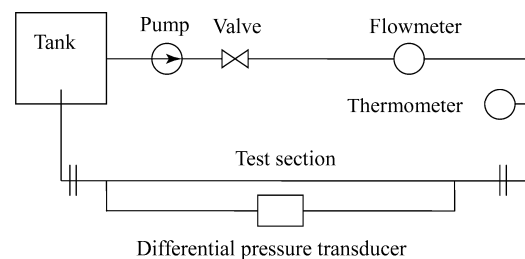 Pump
Valve
Flowmeter
Tank
Thermometer
Test section
Differential pressure transducer